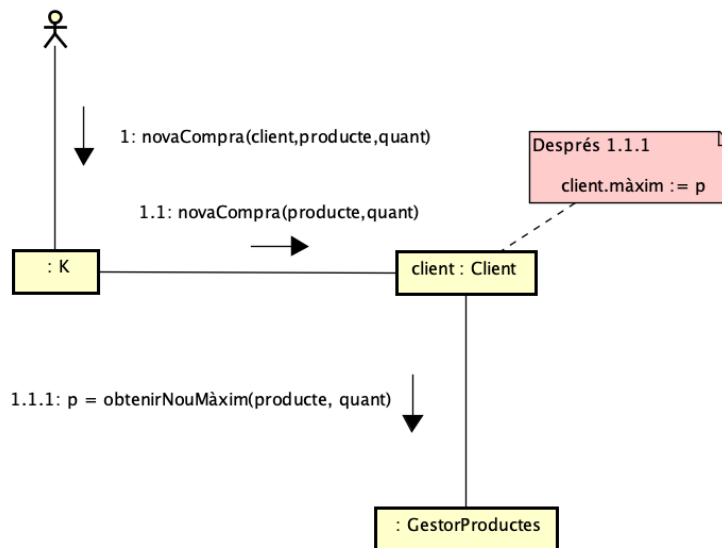 1: novaCompra(client,producte,quant)
Després 1.1.1
client.màxim := p
1.1: novaCompra(producte,quant)
: K
client : Client
1.1.1: p = obtenirNouMàxim(producte, quant)
: GestorProductes